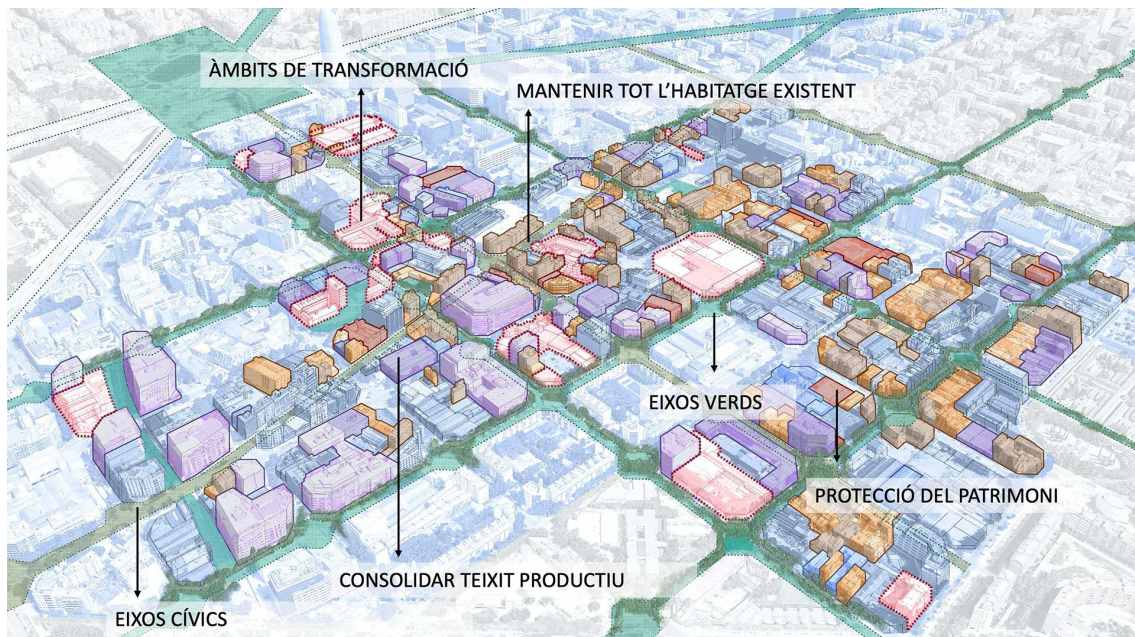 ÀMBITS DE TRANSFORMACIÓ
MANTENIR TOT L'HABITATGE EXISTENT
EIXOS VERDS
PROTECCIÓ DEL PATRIMONI
CONSOLIDAR TEIXIT PRODUCTIU
EIXOS CÍVICS